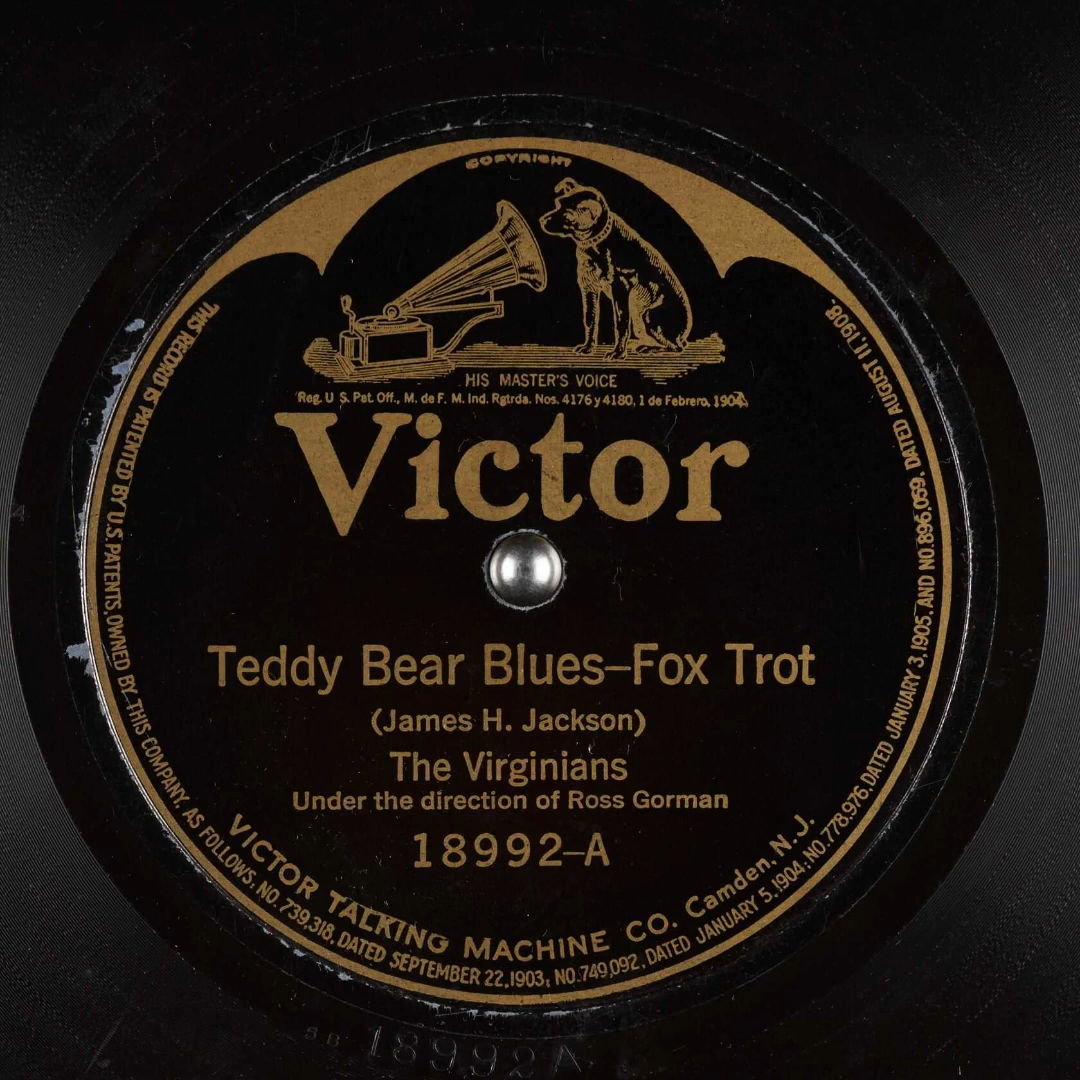 COPYRIGHT
HIS MASTER'S VOICE
Reg. U.S. Pat. Off., M. de F. M. Ind. Rgtrda. Nos. 4176 y 4180, 1 de Febrero, 1904
Victor
Teddy Bear Blues–Fox Trot
(James H. Jackson)
The Virginians
Under the direction of Ross Gorman
18992–A
VICTOR TALKING MACHINE CO. Camden, N.J.
THIS RECORD IS PATENTED BY U.S. PATENTS, OWNED BY THIS COMPANY, AS FOLLOWS. NO. 739,318, DATED SEPTEMBER 22, 1903, NO. 749,092, DATED JANUARY 5, 1904, NO. 778,976, DATED JANUARY 3, 1905, AND NO. 896,059, DATED AUGUST 11, 1908.
18992A